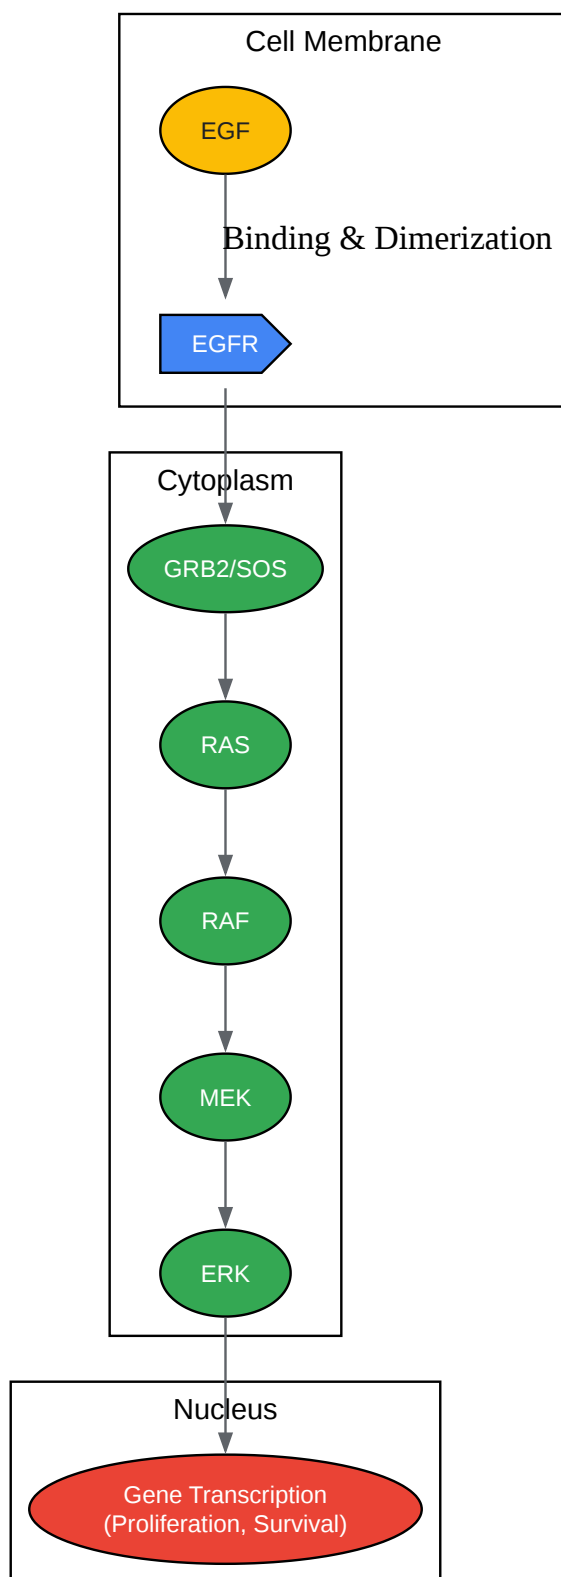 Cell Membrane
EGF
Binding & Dimerization
EGFR
Cytoplasm
GRB2/SOS
RAS
RAF
MEK
ERK
Nucleus
Gene Transcription
(Proliferation, Survival)